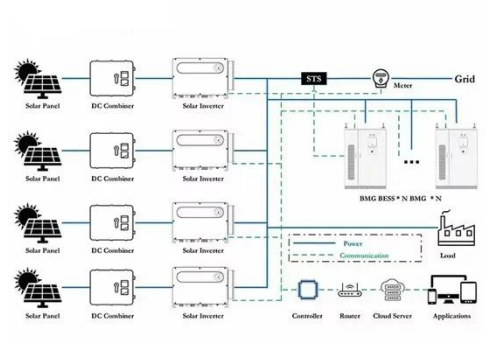 STS
Meter
Grid
Solar Panel
DC Combiner
Solar Inverter
Solar Panel
DC Combiner
Solar Inverter
BMG BESS * N BMG * N
Solar Panel
DC Combiner
Solar Inverter
Power
Communication
Load
Solar Panel
DC Combiner
Solar Inverter
Controller
Router
Cloud Server
Applications